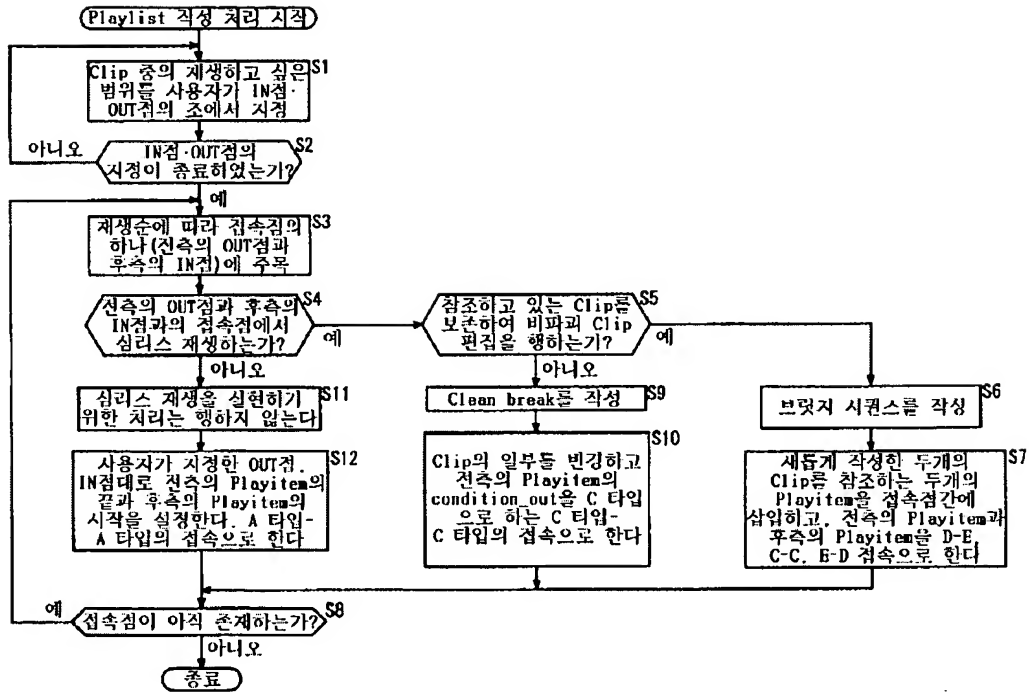 Playlist 작성 처리 시작
S1
Clip 중의 재생하고 싶은
범위를 사용자가 IN점·
OUT점의 조에서 지정
S2
IN점·OUT점의
지정이 종료하였는가?
아니오
예
S3
재생순에 따라 접속점의
하나(전측의 OUT점과
후측의 IN점)에 주목
S4
전측의 OUT점과 후측의
IN점과의 접속점에서
심리스 재생하는가?
예
아니오
S5
참조하고 있는 Clip를
보존하여 비파괴 Clip
편집을 행하는가?
예
아니오
S11
심리스 재생을 실현하기
위한 처리는 행하지 않는다
S9
Clean break를 작성
S6
브릿지 시퀀스를 작성
S12
사용자가 지정한 OUT점,
IN점대로 전측의 Playitem의
끝과 후측의 Playitem의
시작을 설정한다. A 타입-
A 타입의 접속으로 한다
S10
Clip의 일부를 변경하고
전측의 Playitem의
condition_out을 C 타입
으로 하는 C 타입-
C 타입의 접속으로 한다
S7
새롭게 작성한 두개의
Clip를 참조하는 두개의
Playitem을 접속점간에
삽입하고, 전측의 Playitem과
후측의 Playitem을 D-E,
C-C, E-D 접속으로 한다
S8
접속점이 아직 존재하는가?
예
아니오
종료